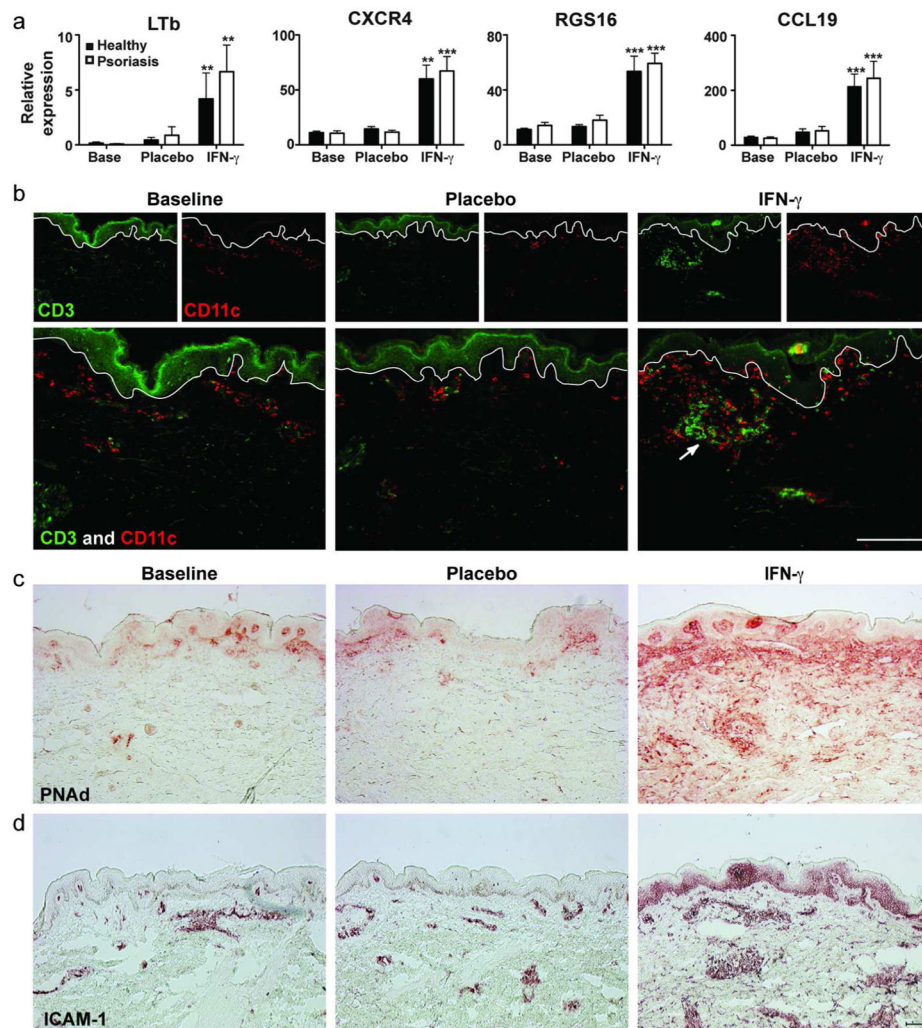 a
LTb
CXCR4
RGS16
CCL19
Relative
expression
Healthy
Psoriasis
10
5
0
** **
Base Placebo IFN-γ
100
60
20
0
** ***
Base Placebo IFN-γ
80
40
0
*** ***
Base Placebo IFN-γ
400
200
0
*** ***
Base Placebo IFN-γ
b
Baseline Placebo IFN-γ
CD3
CD11c
CD3 and CD11c
c
Baseline Placebo IFN-γ
PNAd
d
ICAM-1